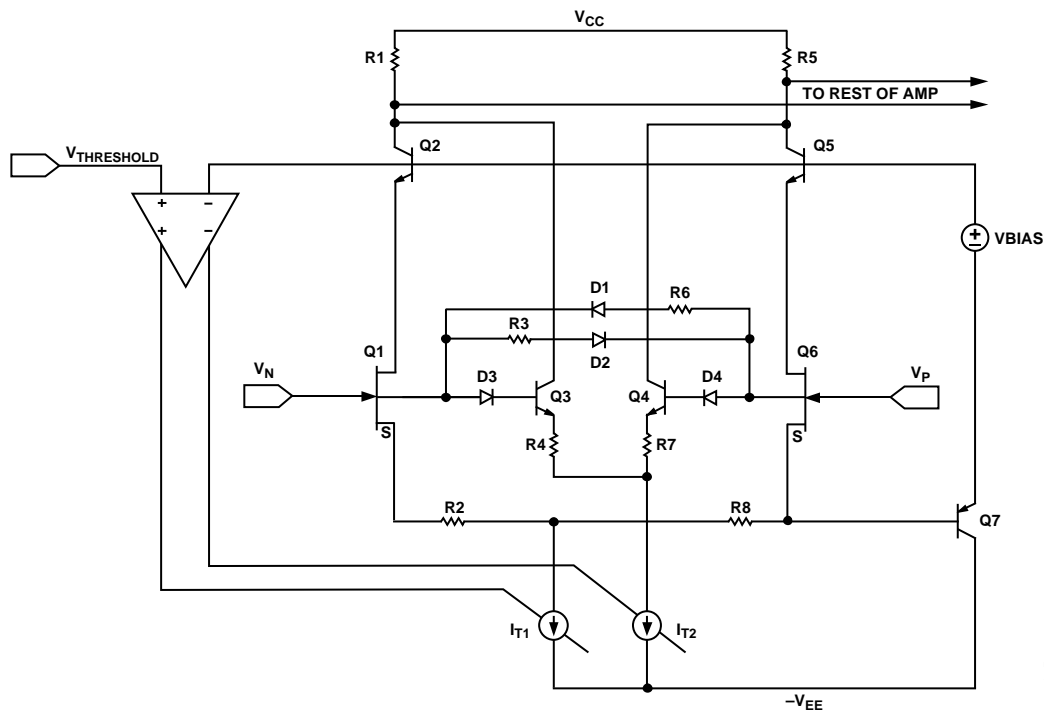 VCC
R1
R5
TO REST OF AMP
VTHRESHOLD
Q2
Q5
+ −
+ −
+ −
VBIAS
D1
R6
R3
D2
Q1
Q6
VN
VP
D3
Q3
Q4
D4
S
S
R4
R7
R2
R8
Q7
IT1
IT2
−VEE